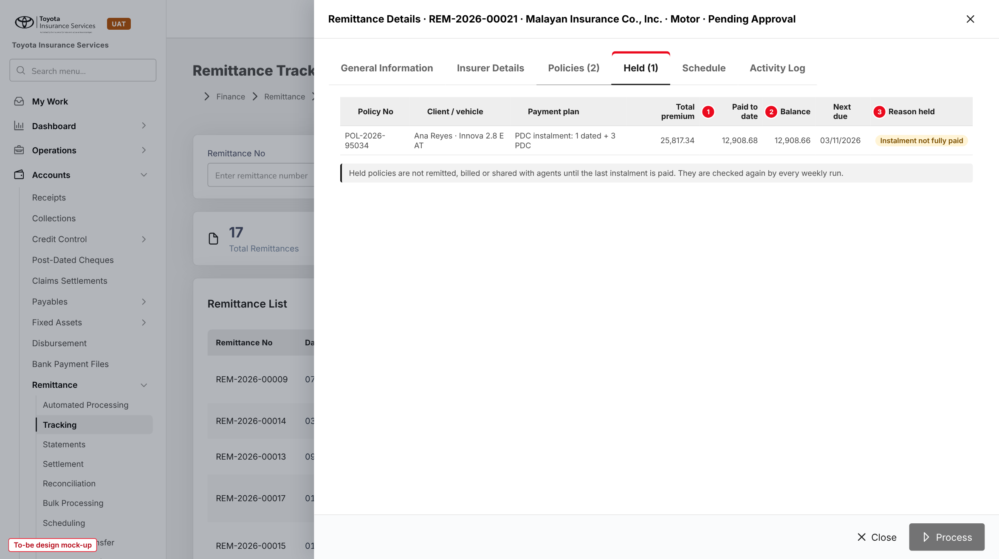 Toyota
Insurance Services
UAT
Toyota Insurance Services
Search menu...
My Work
Dashboard
Operations
Accounts
Receipts
Collections
Credit Control
Post-Dated Cheques
Claims Settlements
Payables
Fixed Assets
Disbursement
Bank Payment Files
Remittance
Automated Processing
Tracking
Statements
Settlement
Reconciliation
Bulk Processing
Scheduling
nsfer
To-be design mock-up
Remittance Track
Finance
Remittance
Remittance No
Enter remittance number
17
Total Remittances
Remittance List
Remittance No Da
REM-2026-00009 07
REM-2026-00014 03
REM-2026-00013 09
REM-2026-00017 01
REM-2026-00015 01
Remittance Details · REM-2026-00021 · Malayan Insurance Co., Inc. · Motor · Pending Approval
General Information Insurer Details Policies (2) Held (1) Schedule Activity Log
Policy No Client / vehicle Payment plan Total premium 1 Paid to date 2 Balance Next due 3 Reason held
POL-2026-95034 Ana Reyes · Innova 2.8 E AT PDC instalment: 1 dated + 3 PDC 25,817.34 12,908.68 12,908.66 03/11/2026 Instalment not fully paid
Held policies are not remitted, billed or shared with agents until the last instalment is paid. They are checked again by every weekly run.
Close
Process